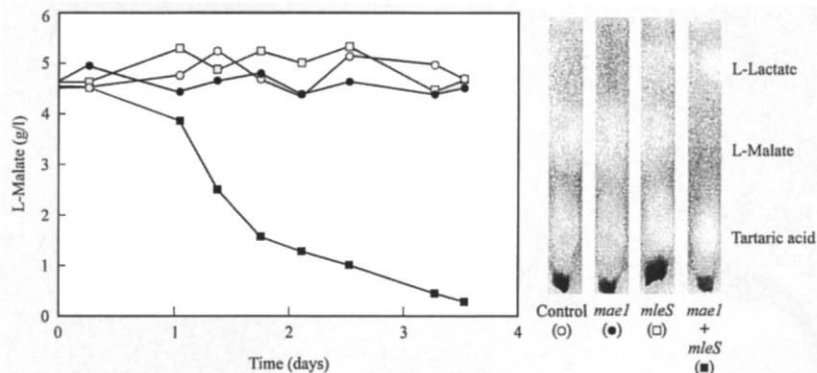 6
5
4
3
2
1
0
L-Malate (g/l)
0
1
2
3
4
Time (days)
L-Lactate
L-Malate
Tartaric acid
Control
(○)
mae1
(●)
mleS
(□)
mae1
+
mleS
(■)